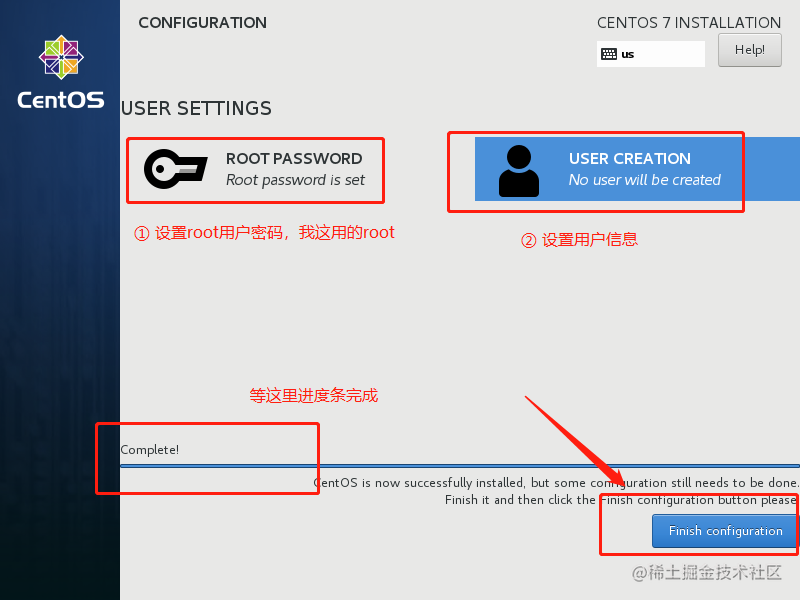 CONFIGURATION
CENTOS 7 INSTALLATION
us
Help!
CentOS
USER SETTINGS
ROOT PASSWORD
Root password is set
USER CREATION
No user will be created
① 设置root用户密码，我这用的root
② 设置用户信息
等这里进度条完成
Complete!
CentOS is now successfully installed, but some configuration still needs to be done.
Finish it and then click the Finish configuration button please.
Finish configuration
@稀土掘金技术社区